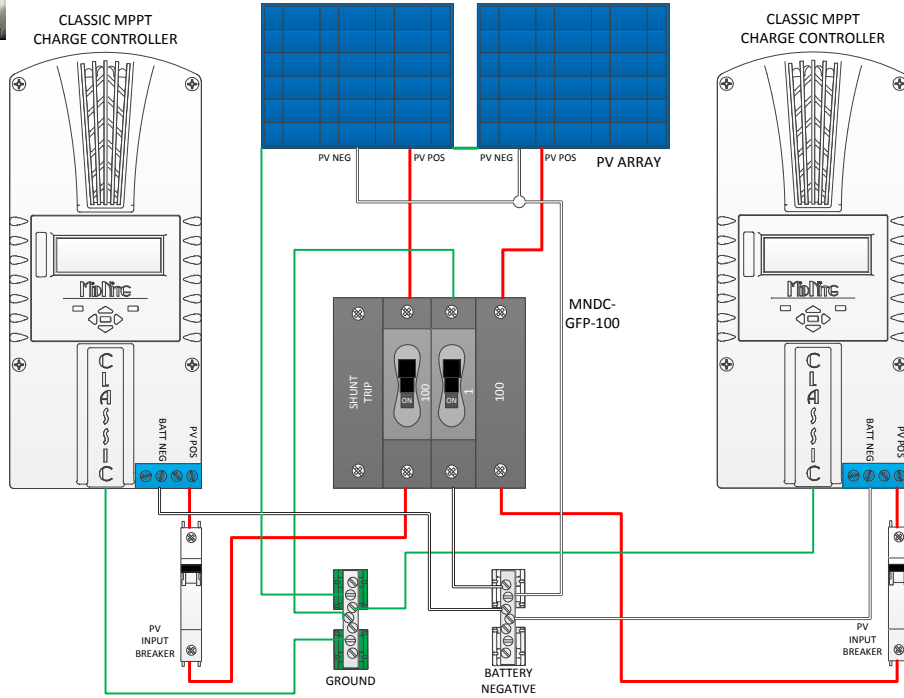 CLASSIC MPPT
CHARGE CONTROLLER
CLASSIC MPPT
CHARGE CONTROLLER
PV NEG
PV POS
PV NEG
PV POS
PV ARRAY
MidNite
MidNite
MNDC-
GFP-100
SHUNT
TRIP
ON
100
ON
1
100
CLASSIC
BATT NEG
PV POS
CLASSIC
BATT NEG
PV POS
PV
INPUT
BREAKER
GROUND
BATTERY
NEGATIVE
PV
INPUT
BREAKER